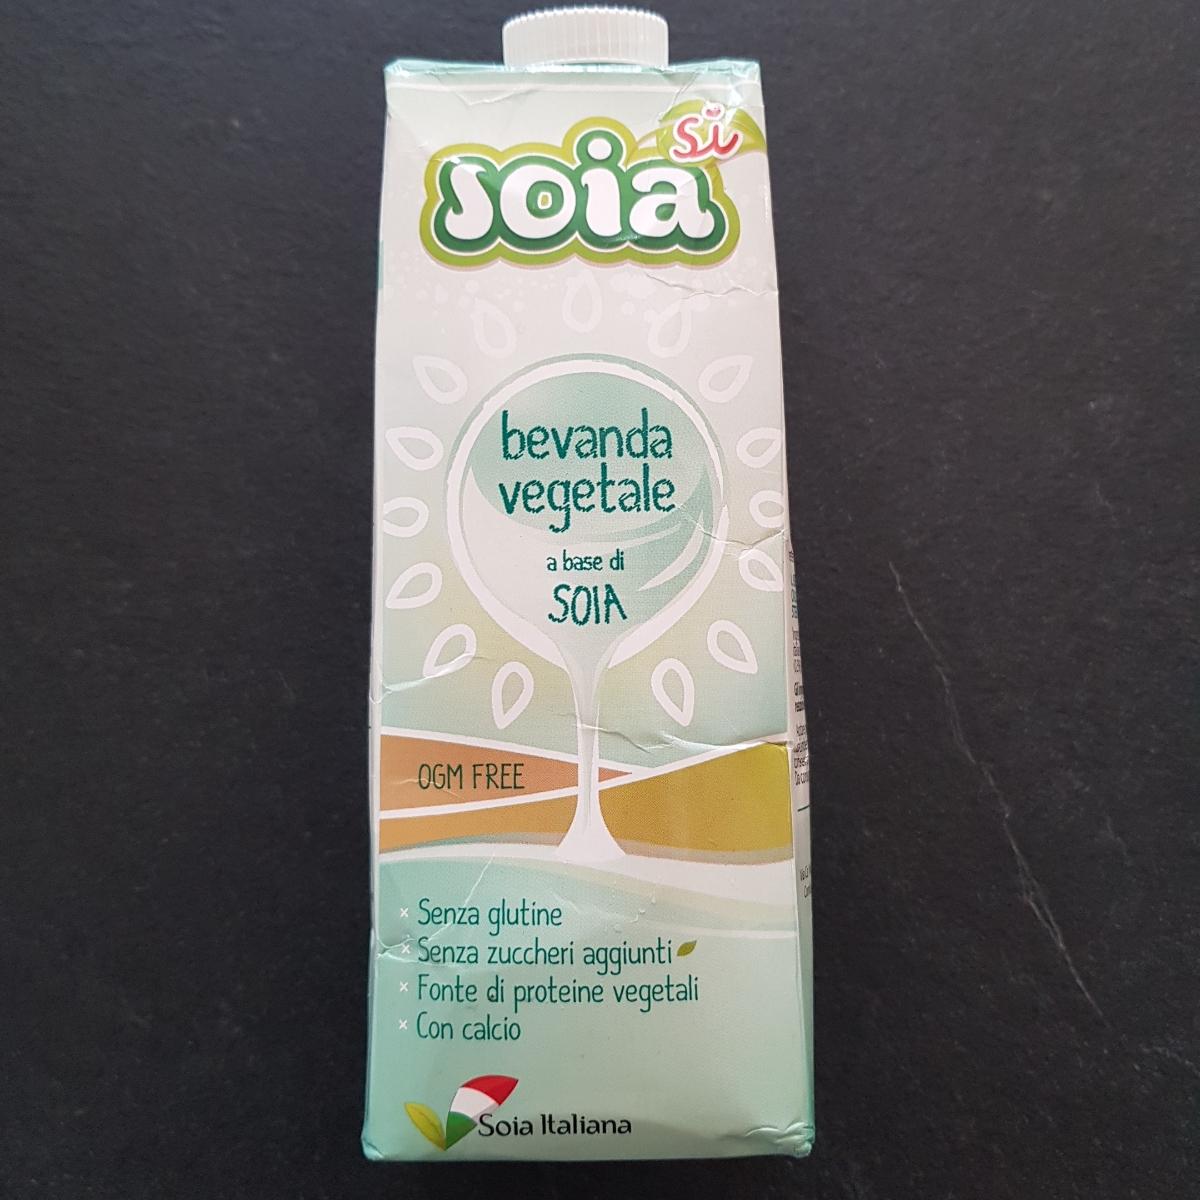 soia
si
bevanda
vegetale
a base di
SOIA
OGM FREE
× Senza glutine
× Senza zuccheri aggiunti
× Fonte di proteine vegetali
× Con calcio
Soia Italiana